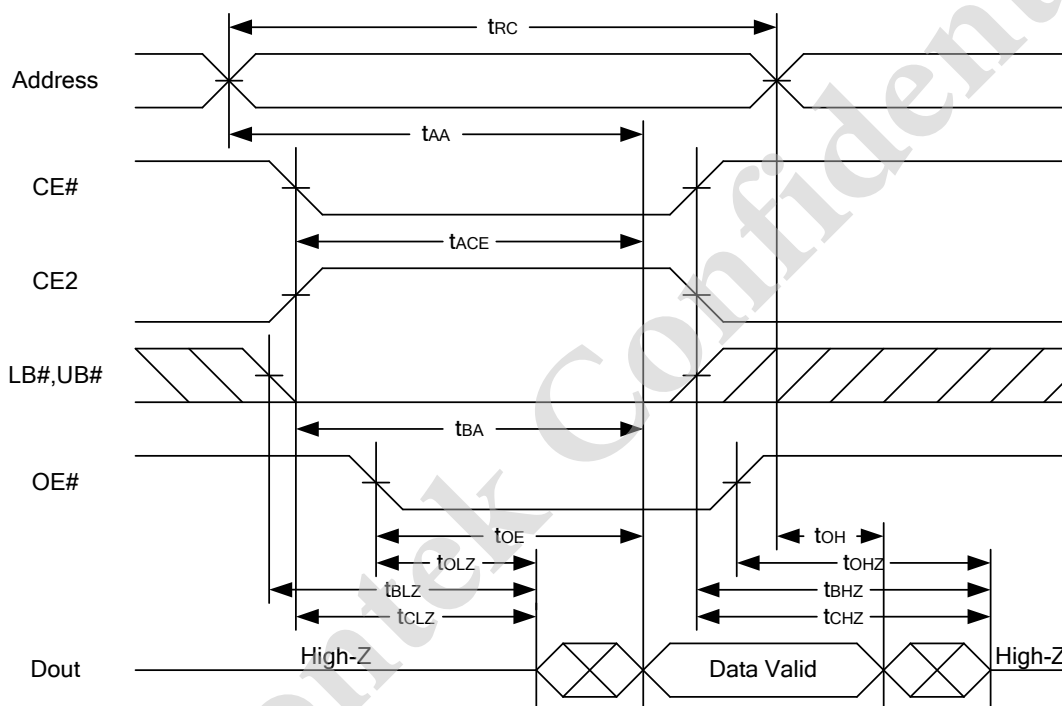 tRC
Address
tAA
CE#
tACE
CE2
LB#,UB#
tBA
OE#
tOE
tOH
tOLZ
tOHZ
tBLZ
tBHZ
tCLZ
tCHZ
High-Z
Data Valid
High-Z
Dout